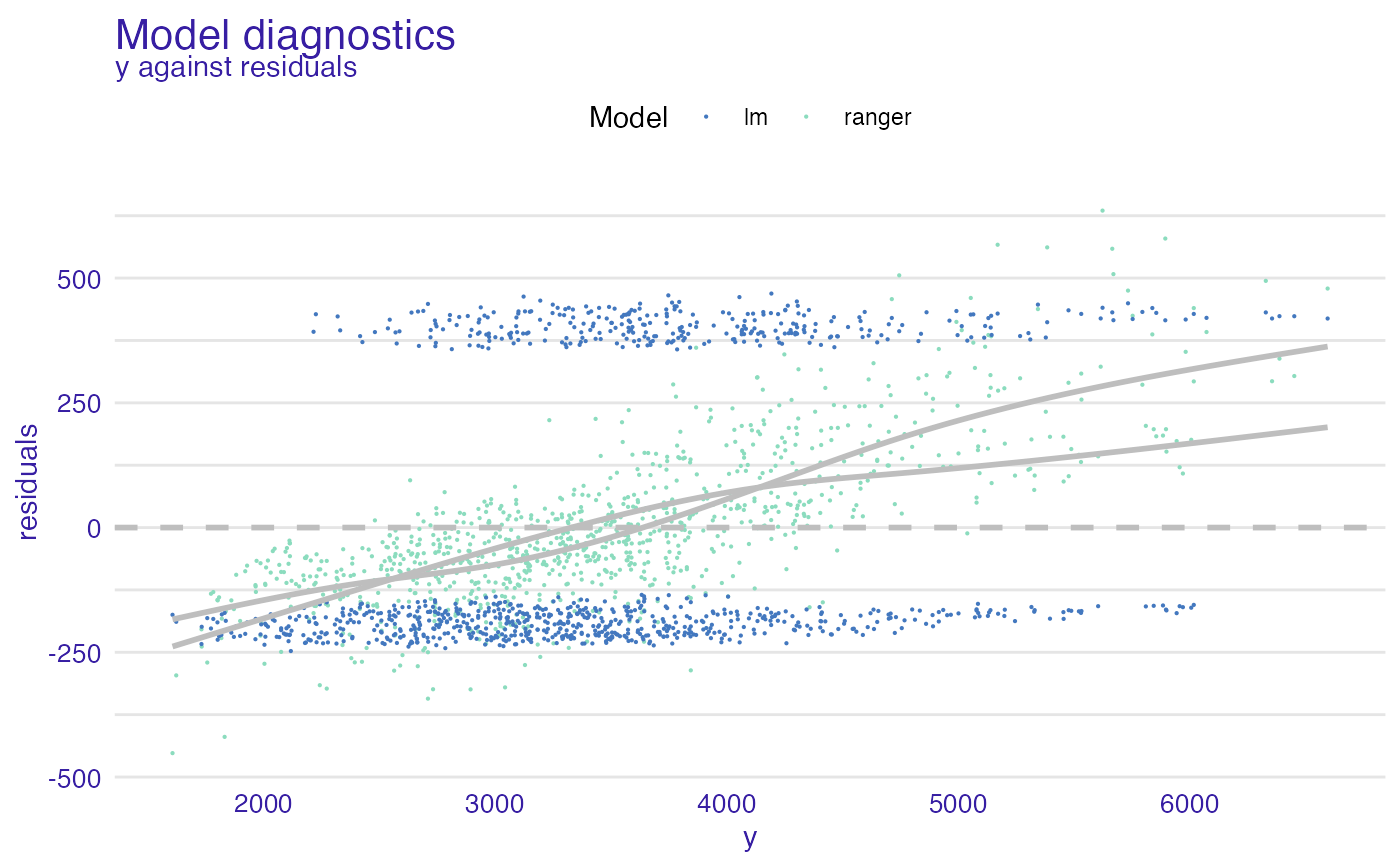 Model diagnostics
y against residuals
Model lm ranger
500
250
0
-250
-500
residuals
2000 3000 4000 5000 6000
y